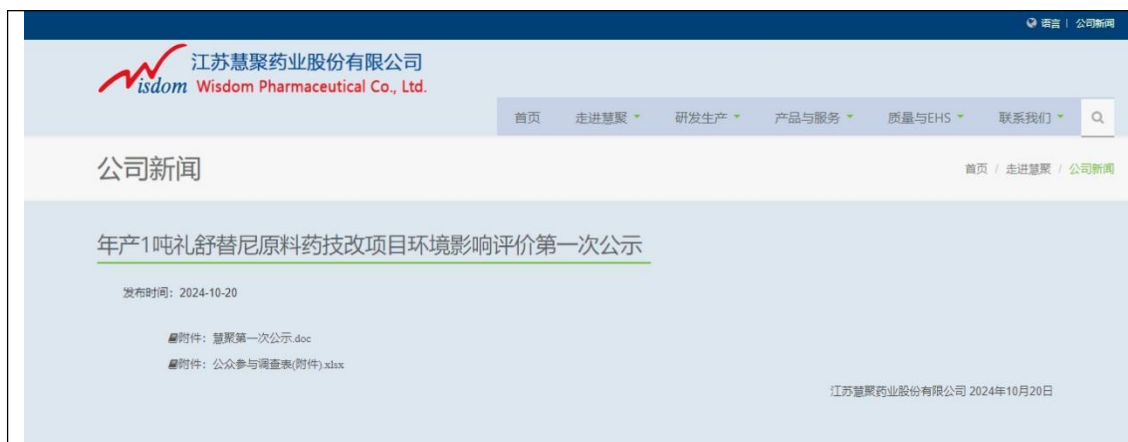 语言 | 公司新闻
江苏慧聚药业股份有限公司
Wisdom Wisdom Pharmaceutical Co., Ltd.
首页 走进慧聚 研发生产 产品与服务 质量与EHS 联系我们
公司新闻
首页 / 走进慧聚 / 公司新闻
年产1吨礼舒替尼原料药技改项目环境影响评价第一次公示
发布时间：2024-10-20
附件：慧聚第一次公示.doc
附件：公众参与调查表(附件).xlsx
江苏慧聚药业股份有限公司 2024年10月20日